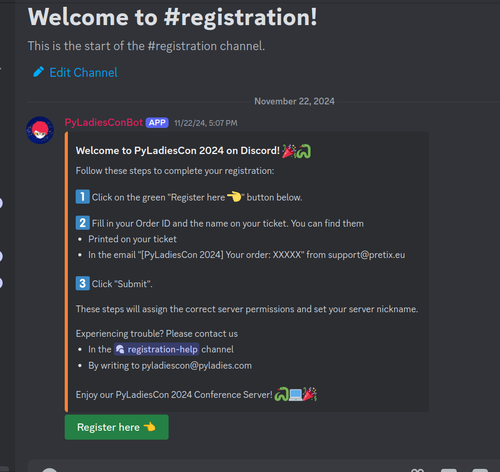 Welcome to #registration!
This is the start of the #registration channel.
Edit Channel
November 22, 2024
PyLadiesConBot APP 11/22/24, 5:07 PM
Welcome to PyLadiesCon 2024 on Discord! 🎉🐍
Follow these steps to complete your registration:
1️⃣ Click on the green "Register here 👈" button below.
2️⃣ Fill in your Order ID and the name on your ticket. You can find them
• Printed on your ticket
• In the email "[PyLadiesCon 2024] Your order: XXXXX" from support@pretix.eu
3️⃣ Click "Submit".
These steps will assign the correct server permissions and set your server nickname.
Experiencing trouble? Please contact us
• In the registration-help channel
• By writing to pyladiescon@pyladies.com
Enjoy our PyLadiesCon 2024 Conference Server! 🐍💻🎉
Register here 👈